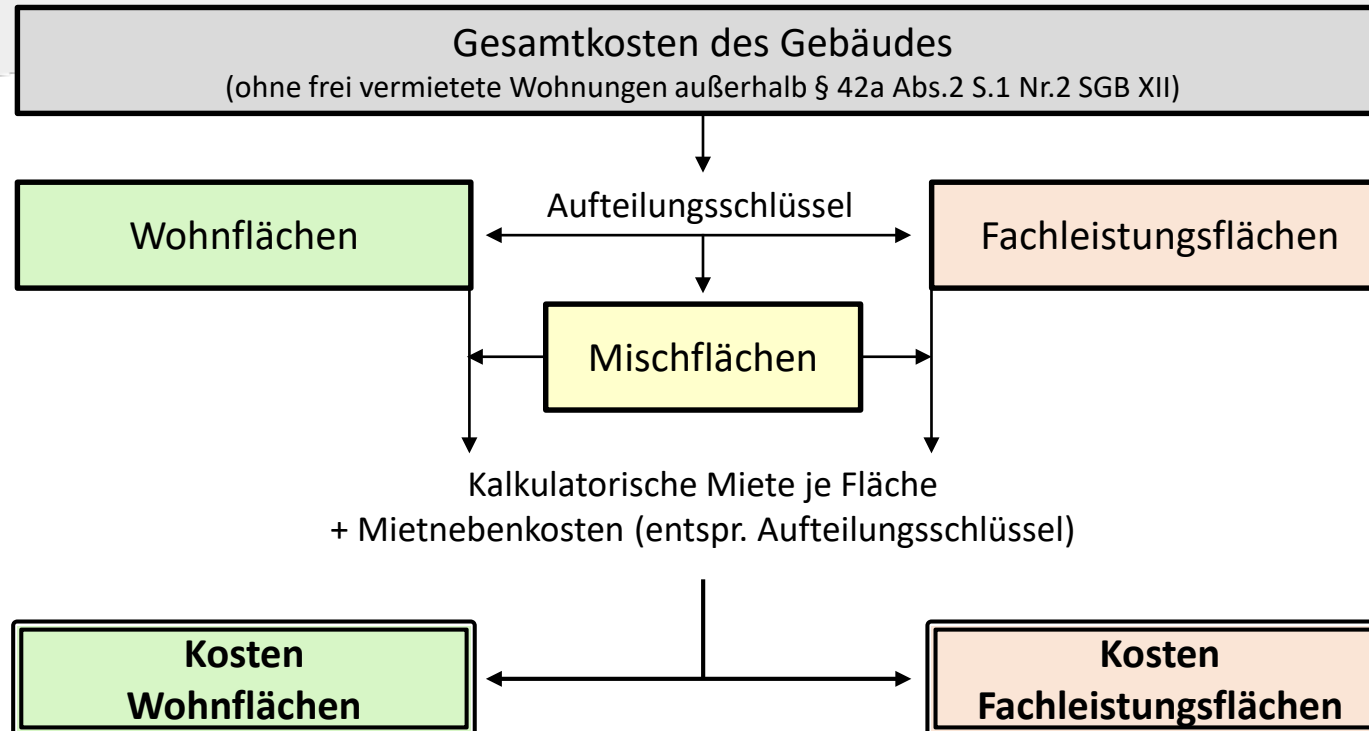 Gesamtkosten des Gebäudes
(ohne frei vermietete Wohnungen außerhalb § 42a Abs.2 S.1 Nr.2 SGB XII)
Wohnflächen
Aufteilungsschlüssel
Fachleistungsflächen
Mischflächen
Kalkulatorische Miete je Fläche
+ Mietnebenkosten (entspr. Aufteilungsschlüssel)
Kosten
Wohnflächen
Kosten
Fachleistungsflächen